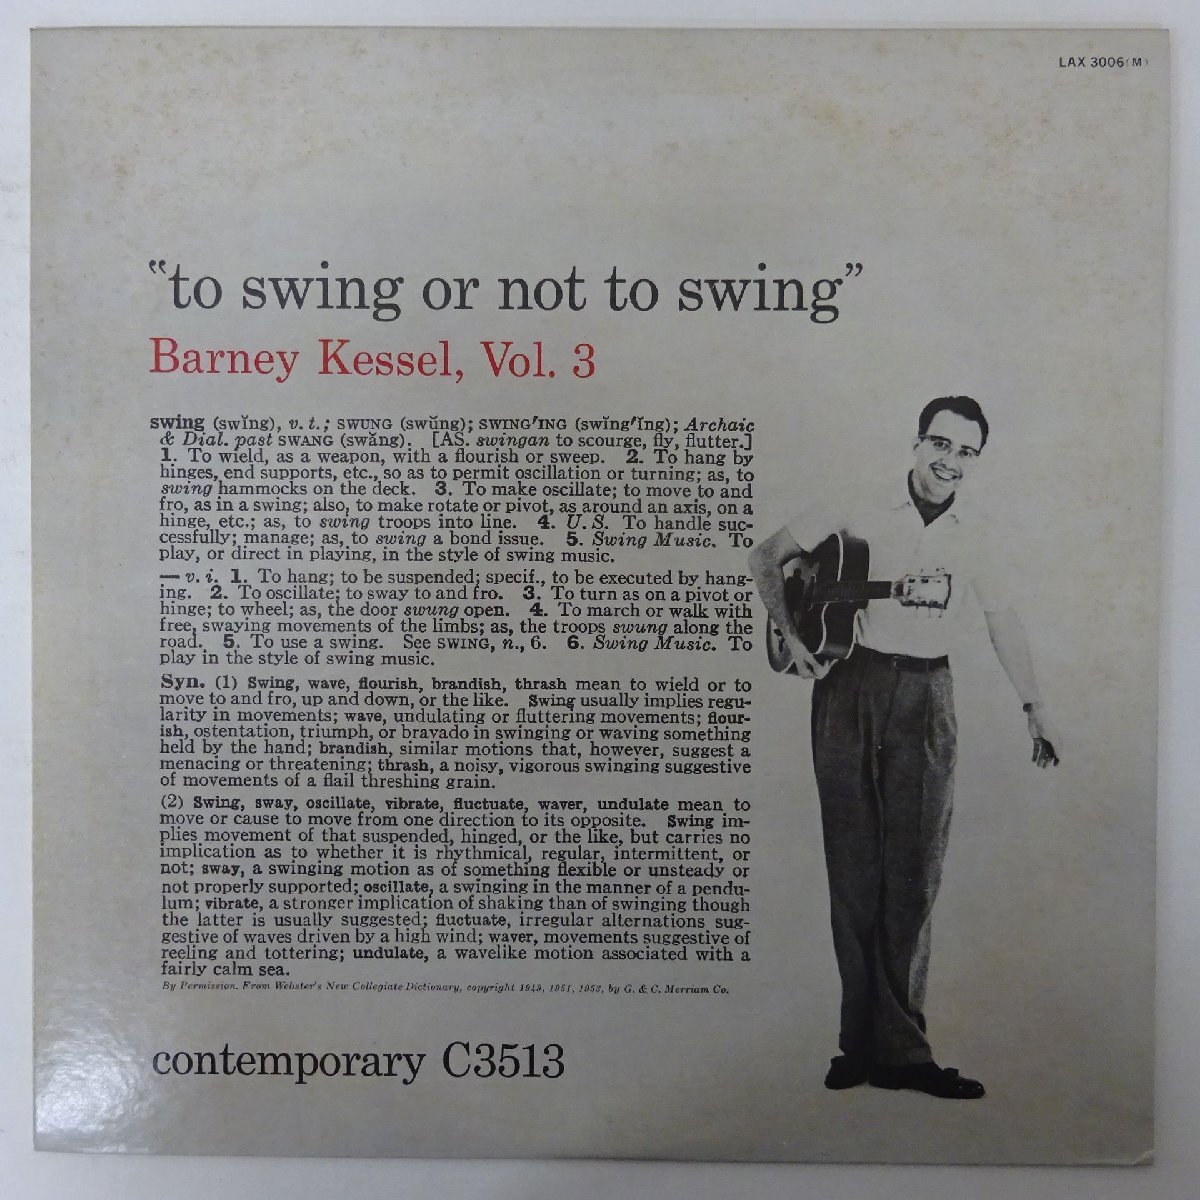 LAX 3006(M)
“to swing or not to swing”
Barney Kessel, Vol. 3
swing (swĭng), v. t.; SWUNG (swŭng); SWING′ING (swĭng′ĭng); Archaic
& Dial. past SWANG (swăng). [AS. swingan to scourge, fly, flutter.]
1. To wield, as a weapon, with a flourish or sweep. 2. To hang by
hinges, end supports, etc., so as to permit oscillation or turning; as, to
swing hammocks on the deck. 3. To make oscillate; to move to and
fro, as in a swing; also, to make rotate or pivot, as around an axis, on a
hinge, etc.; as, to swing troops into line. 4. U. S. To handle suc-
cessfully; manage; as, to swing a bond issue. 5. Swing Music. To
play, or direct in playing, in the style of swing music.
— v. i. 1. To hang; to be suspended; specif., to be executed by hang-
ing. 2. To oscillate; to sway to and fro. 3. To turn as on a pivot or
hinge; to wheel; as, the door swung open. 4. To march or walk with
free, swaying movements of the limbs; as, the troops swung along the
road. 5. To use a swing. See SWING, n., 6. 6. Swing Music. To
play in the style of swing music.
Syn. (1) Swing, wave, flourish, brandish, thrash mean to wield or to
move to and fro, up and down, or the like. Swing usually implies regu-
larity in movements; wave, undulating or fluttering movements; flour-
ish, ostentation, triumph, or bravado in swinging or waving something
held by the hand; brandish, similar motions that, however, suggest a
menacing or threatening; thrash, a noisy, vigorous swinging suggestive
of movements of a flail threshing grain.
(2) Swing, sway, oscillate, vibrate, fluctuate, waver, undulate mean to
move or cause to move from one direction to its opposite. Swing im-
plies movement of that suspended, hinged, or the like, but carries no
implication as to whether it is rhythmical, regular, intermittent, or
not; sway, a swinging motion as of something flexible or unsteady or
not properly supported; oscillate, a swinging in the manner of a pendu-
lum; vibrate, a stronger implication of shaking than of swinging though
the latter is usually suggested; fluctuate, irregular alternations sug-
gestive of waves driven by a high wind; waver, movements suggestive of
reeling and tottering; undulate, a wavelike motion associated with a
fairly calm sea.
By Permission. From Webster's New Collegiate Dictionary, copyright 1949, 1951, 1953, by G. & C. Merriam Co.
contemporary C3513